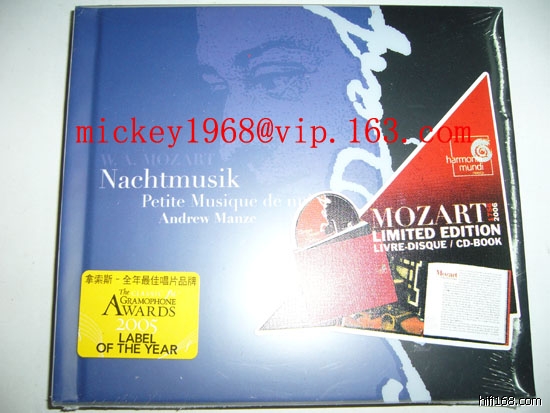 mickey1968@vip.163.com
W. A. MOZART
Nachtmusik
Petite Musique de nu
Andrew Manze
harmonia
mundi
MOZART
2006
LIMITED EDITION
LIVRE-DISQUE / CD-BOOK
Mozart
拿索斯－全年最佳唱片品牌
The
GRAMOPHONE
AWARDS
2005
LABEL
OF THE YEAR
hifi168.com